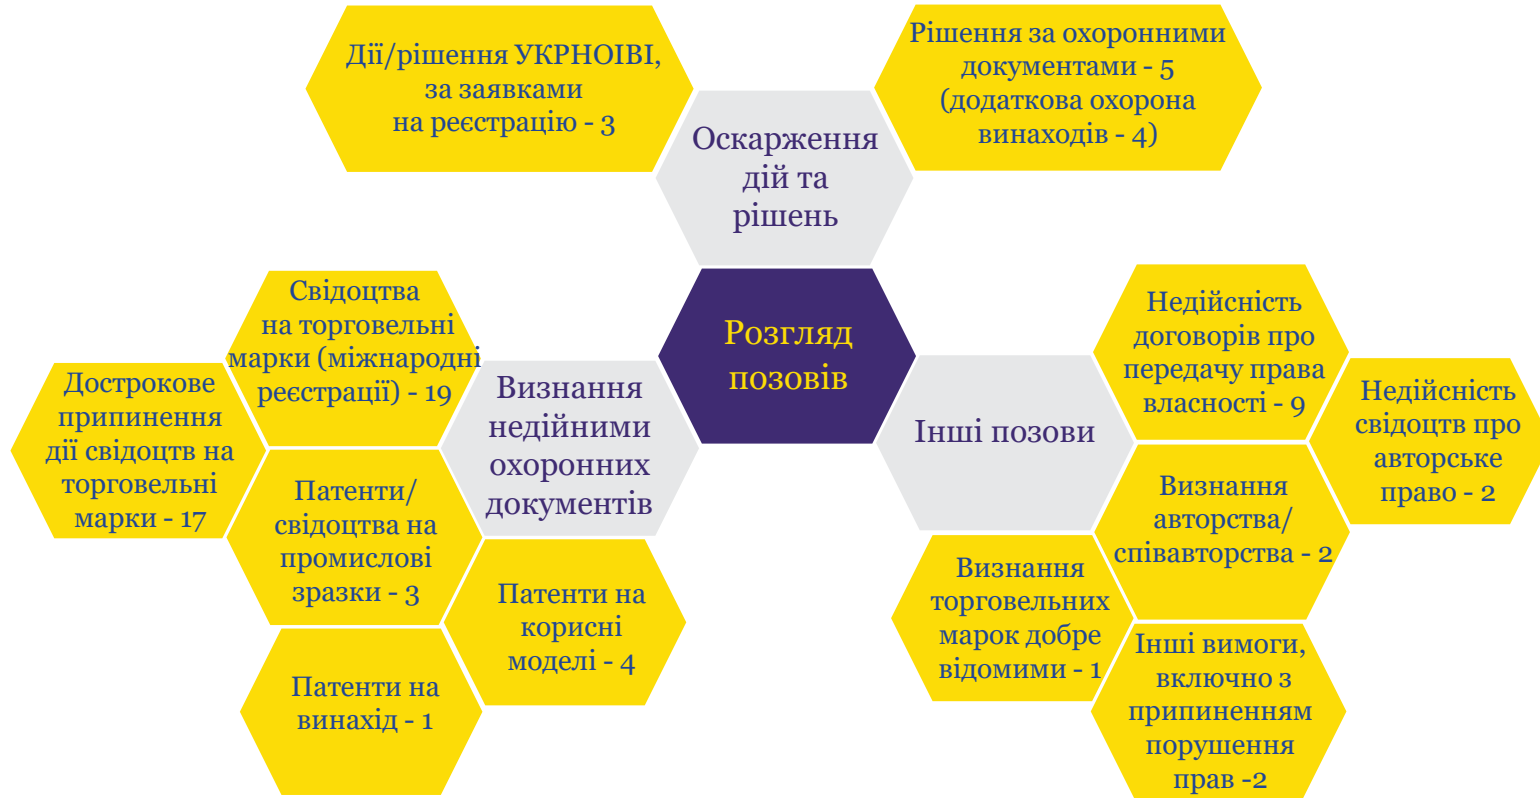 Дії/рішення УКРНОІВІ,
за заявками
на реєстрацію - 3
Рішення за охоронними
документами - 5
(додаткова охорона
винаходів - 4)
Оскарження
дій та
рішень
Розгляд
позовів
Свідоцтва
на торговельні
марки (міжнародні
реєстрації) - 19
Дострокове
припинення
дії свідоцтв на
торговельні
марки - 17
Визнання
недійними
охоронних
документів
Патенти/
свідоцтва на
промислові
зразки - 3
Патенти на
корисні
моделі - 4
Патенти на
винахід - 1
Інші позови
Недійсність
договорів про
передачу права
власності - 9
Недійсність
свідоцтв про
авторське
право - 2
Визнання
авторства/
співавторства - 2
Визнання
торговельних
марок добре
відомими - 1
Інші вимоги,
включно з
припиненням
порушення
прав -2